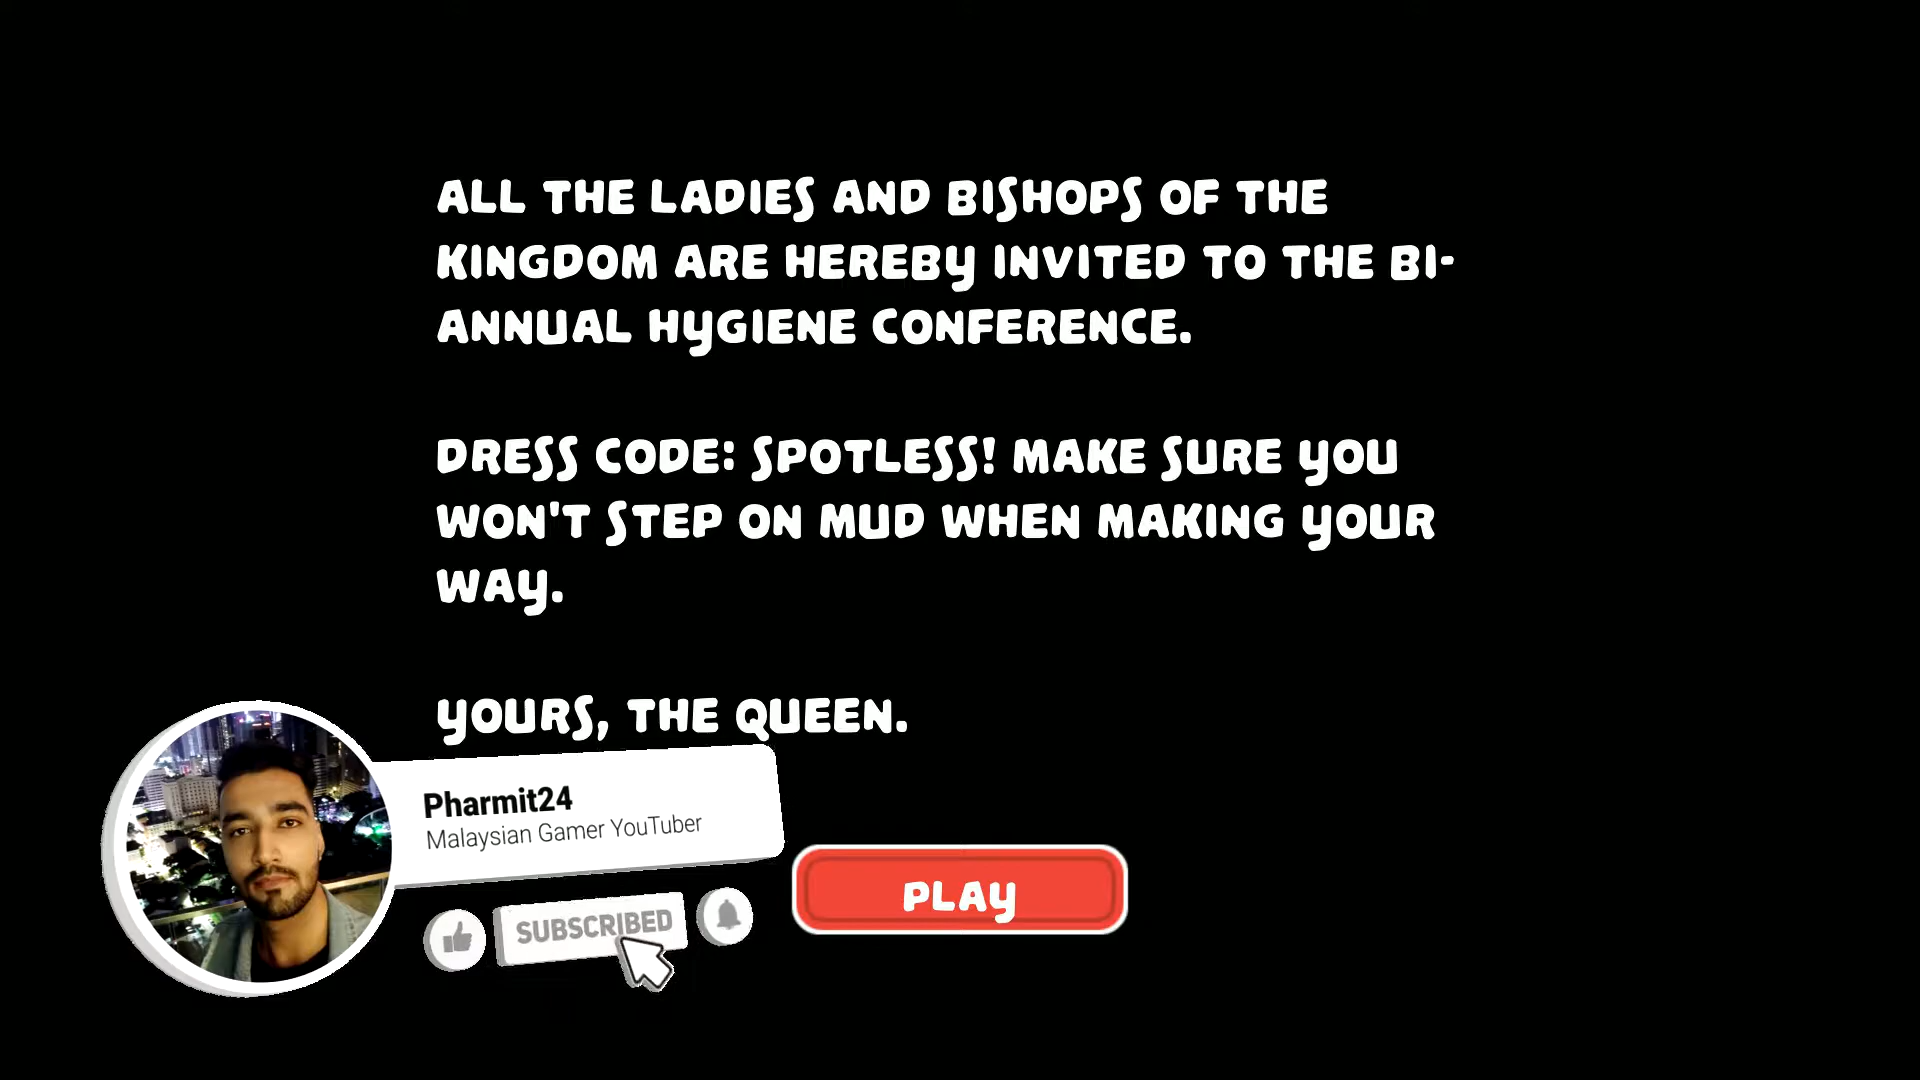 ALL THE LADIES AND BISHOPS OF THE
KINGDOM ARE HEREBY INVITED TO THE BI-
ANNUAL HYGIENE CONFERENCE.
DRESS CODE: SPOTLESS! MAKE SURE YOU
WON'T STEP ON MUD WHEN MAKING YOUR
WAY.
YOURS, THE QUEEN.
Pharmit24
Malaysian Gamer YouTuber
SUBSCRIBED
PLAY